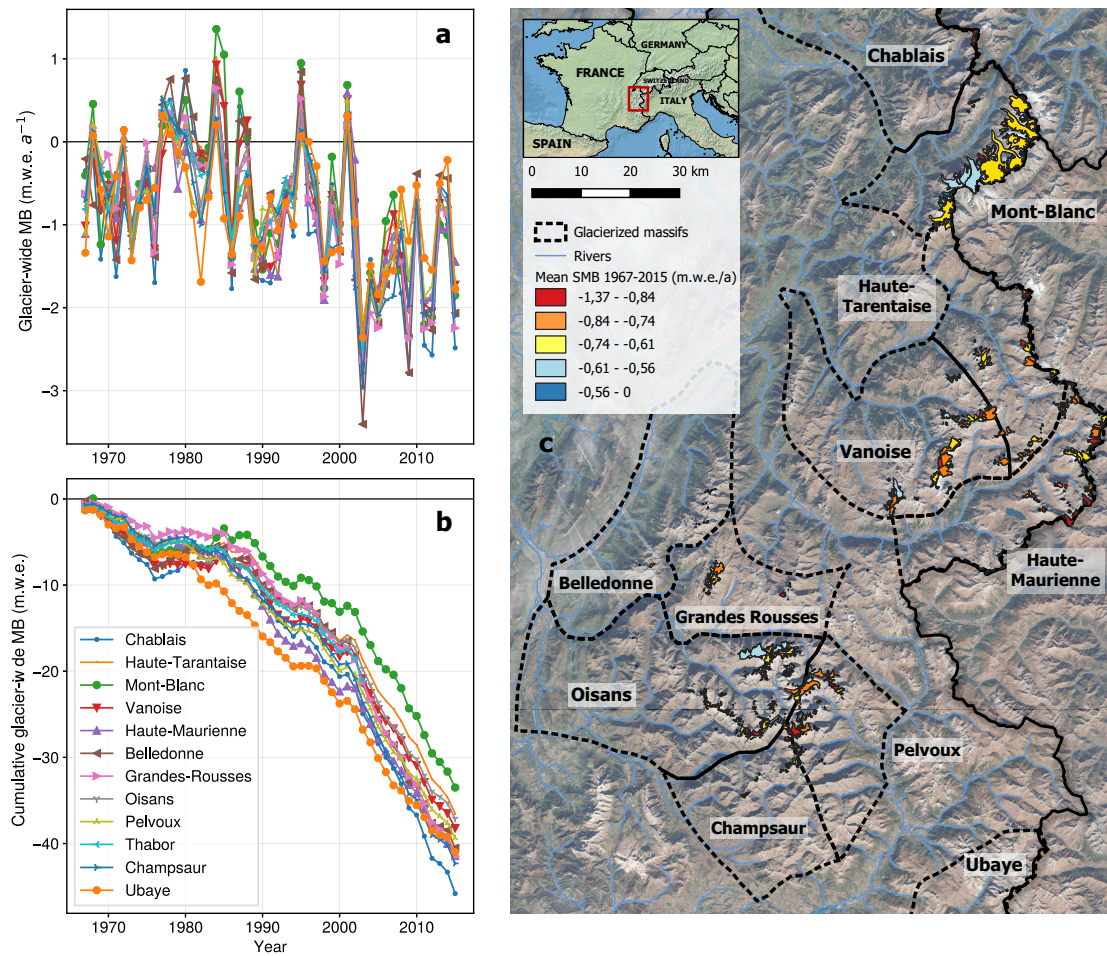 a
Glacier-wide MB (m.w.e. a⁻¹)
1
0
−1
−2
−3
1970
1980
1990
2000
2010
b
Cumulative glacier-w de MB (m.w.e.)
0
−10
−20
−30
−40
Chablais
Haute-Tarantaise
Mont-Blanc
Vanoise
Haute-Maurienne
Belledonne
Grandes-Rousses
Oisans
Pelvoux
Thabor
Champsaur
Ubaye
1970
1980
1990
2000
2010
Year
GERMANY
FRANCE
SWITZERLAND
ITALY
SPAIN
0 10 20 30 km
Glacierized massifs
Rivers
Mean SMB 1967-2015 (m.w.e./a)
-1,37 - -0,84
-0,84 - -0,74
-0,74 - -0,61
-0,61 - -0,56
-0,56 - 0
c
Chablais
Mont-Blanc
Haute-
Tarentaise
Vanoise
Haute-
Maurienne
Belledonne
Grandes Rousses
Oisans
Pelvoux
Champsaur
Ubaye